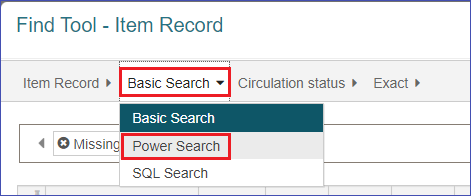 Find Tool - Item Record
Item Record Basic Search Circulation status Exact
Basic Search
Missing
Power Search
SQL Search